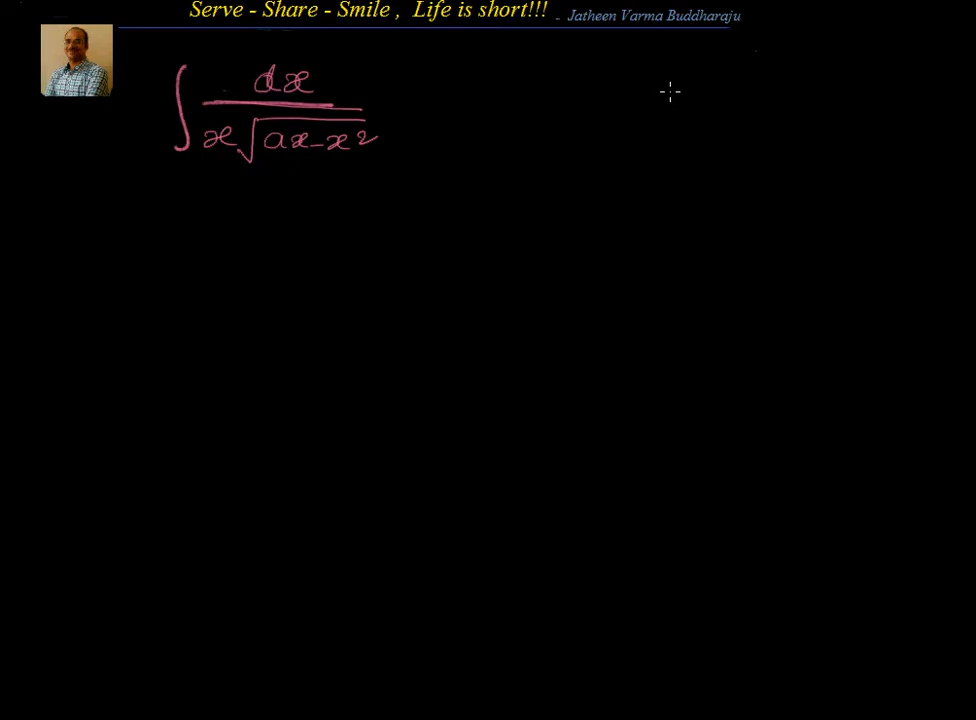 Serve - Share - Smile , Life is short!!! - Jatheen Varma Buddharaju
∫ dx / x√(ax-x²)